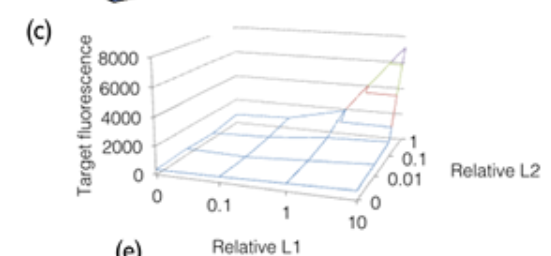 (c)
Target fluorescence
8000
6000
4000
2000
0
0
0.1
1
10
Relative L1
1
0.1
0.01
0
Relative L2
(e)